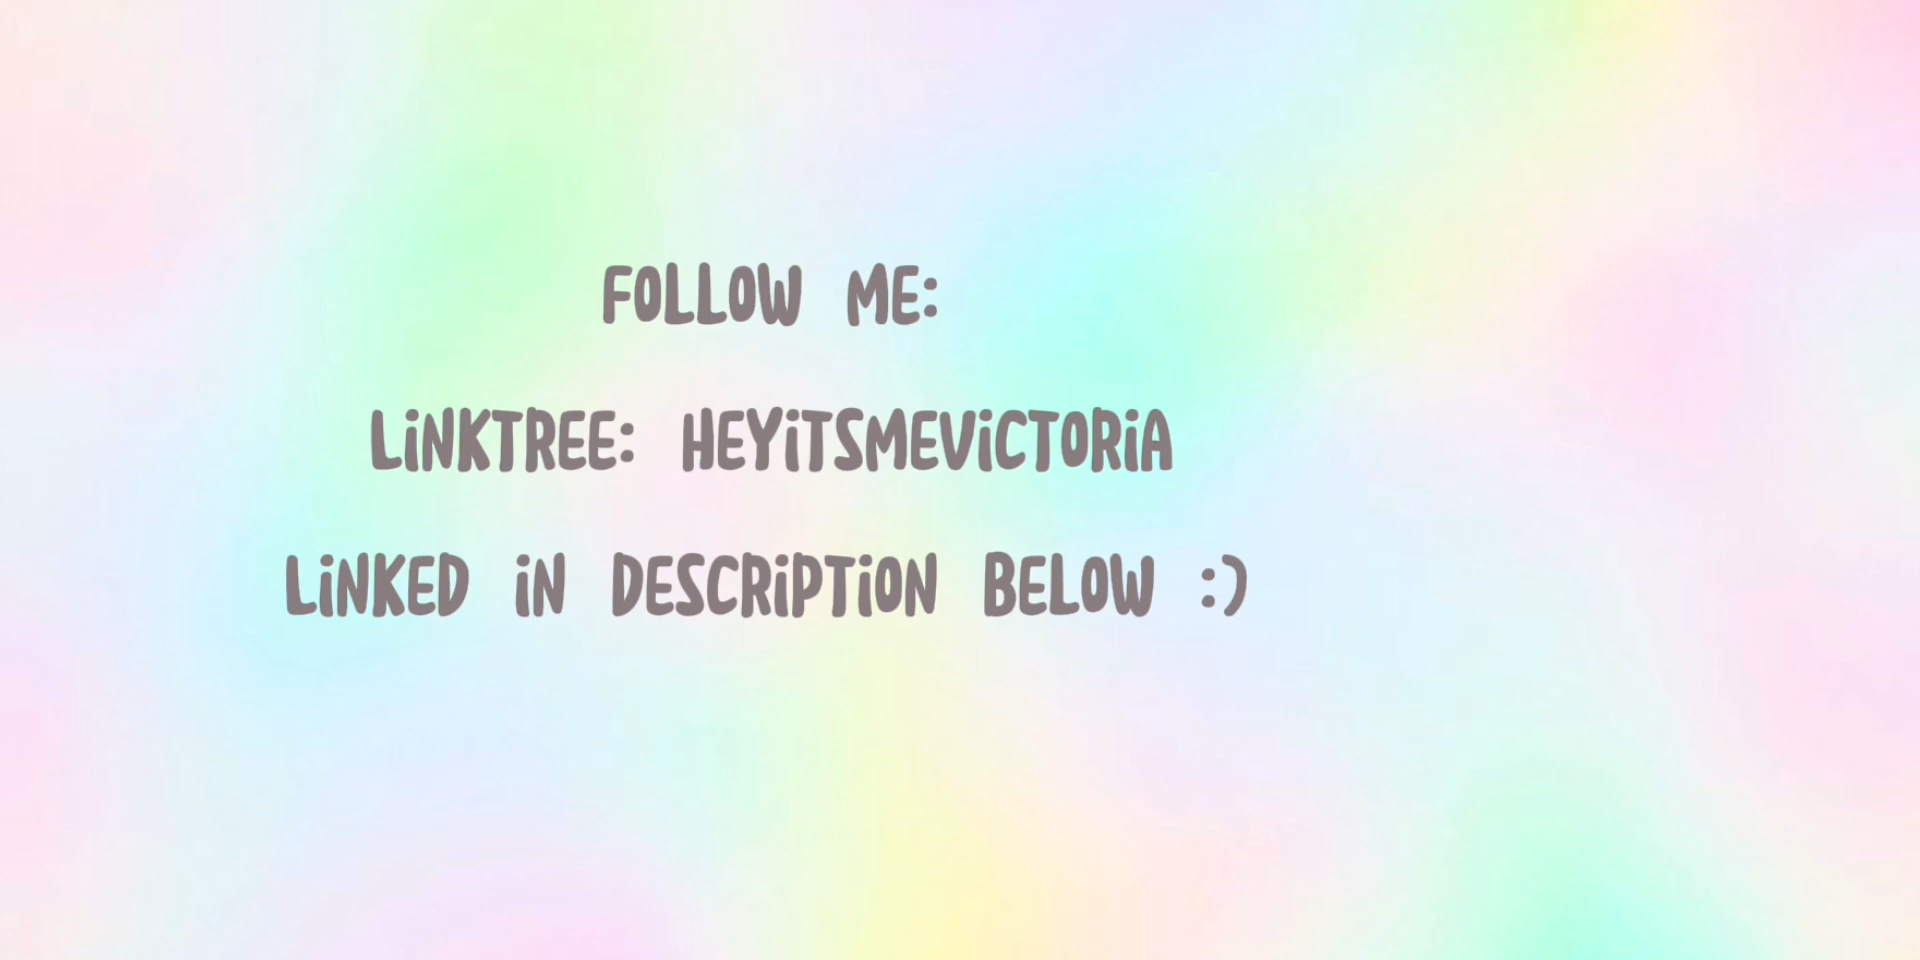 FOLLOW ME:
LiNKTREE: HEYiTSMEViCTORiA
LiNKED iN DESCRiPTiON BELOW :)